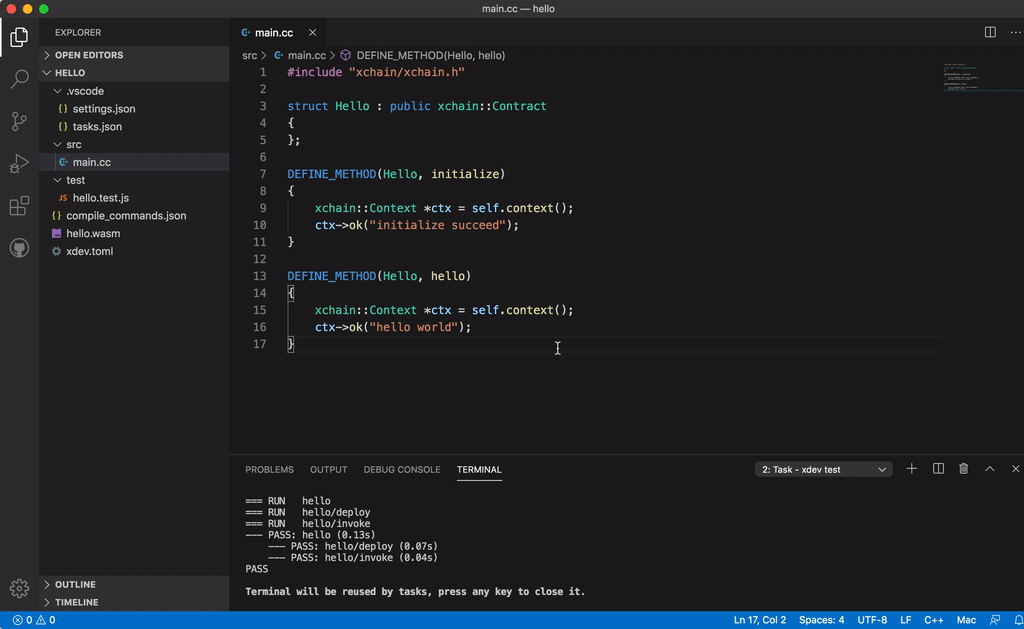 main.cc — hello
EXPLORER
OPEN EDITORS
HELLO
.vscode
{} settings.json
{} tasks.json
src
main.cc
test
JS hello.test.js
{} compile_commands.json
hello.wasm
xdev.toml
OUTLINE
TIMELINE
main.cc
src > main.cc > DEFINE_METHOD(Hello, hello)
1 #include "xchain/xchain.h"
2
3 struct Hello : public xchain::Contract
4 {
5 };
6
7 DEFINE_METHOD(Hello, initialize)
8 {
9 xchain::Context *ctx = self.context();
10 ctx->ok("initialize succeed");
11 }
12
13 DEFINE_METHOD(Hello, hello)
14 {
15 xchain::Context *ctx = self.context();
16 ctx->ok("hello world");
17 }
PROBLEMS OUTPUT DEBUG CONSOLE TERMINAL 2: Task - xdev test
=== RUN hello
=== RUN hello/deploy
=== RUN hello/invoke
--- PASS: hello (0.13s)
--- PASS: hello/deploy (0.07s)
--- PASS: hello/invoke (0.04s)
PASS
Terminal will be reused by tasks, press any key to close it.
0 0 Ln 17, Col 2 Spaces: 4 UTF-8 LF C++ Mac